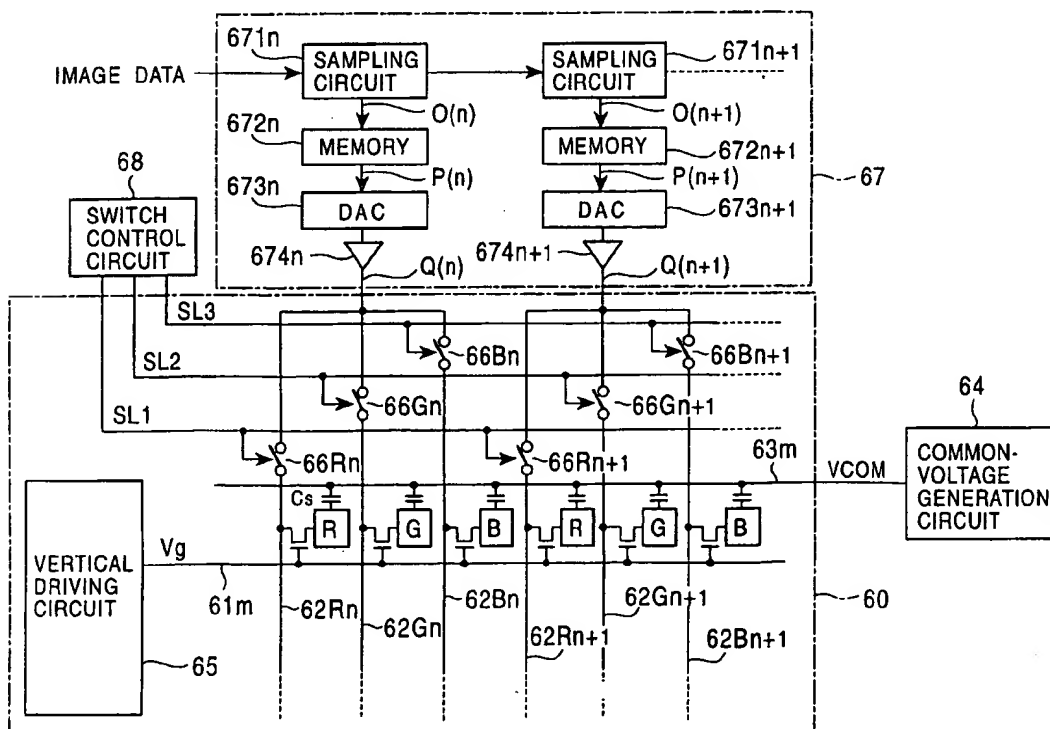 671n
SAMPLING
CIRCUIT
SAMPLING
CIRCUIT
671n+1
IMAGE DATA
O(n)
O(n+1)
672n
MEMORY
MEMORY
672n+1
P(n)
P(n+1)
67
68
673n
DAC
DAC
673n+1
SWITCH
CONTROL
CIRCUIT
674n
674n+1
Q(n)
Q(n+1)
SL3
66Bn
66Bn+1
SL2
66Gn
66Gn+1
64
SL1
66Rn
66Rn+1
63m
VCOM
COMMON-
VOLTAGE
GENERATION
CIRCUIT
Cs
R
G
B
R
G
B
VERTICAL
DRIVING
CIRCUIT
Vg
61m
62Rn
62Gn
62Bn
62Rn+1
62Gn+1
62Bn+1
60
65